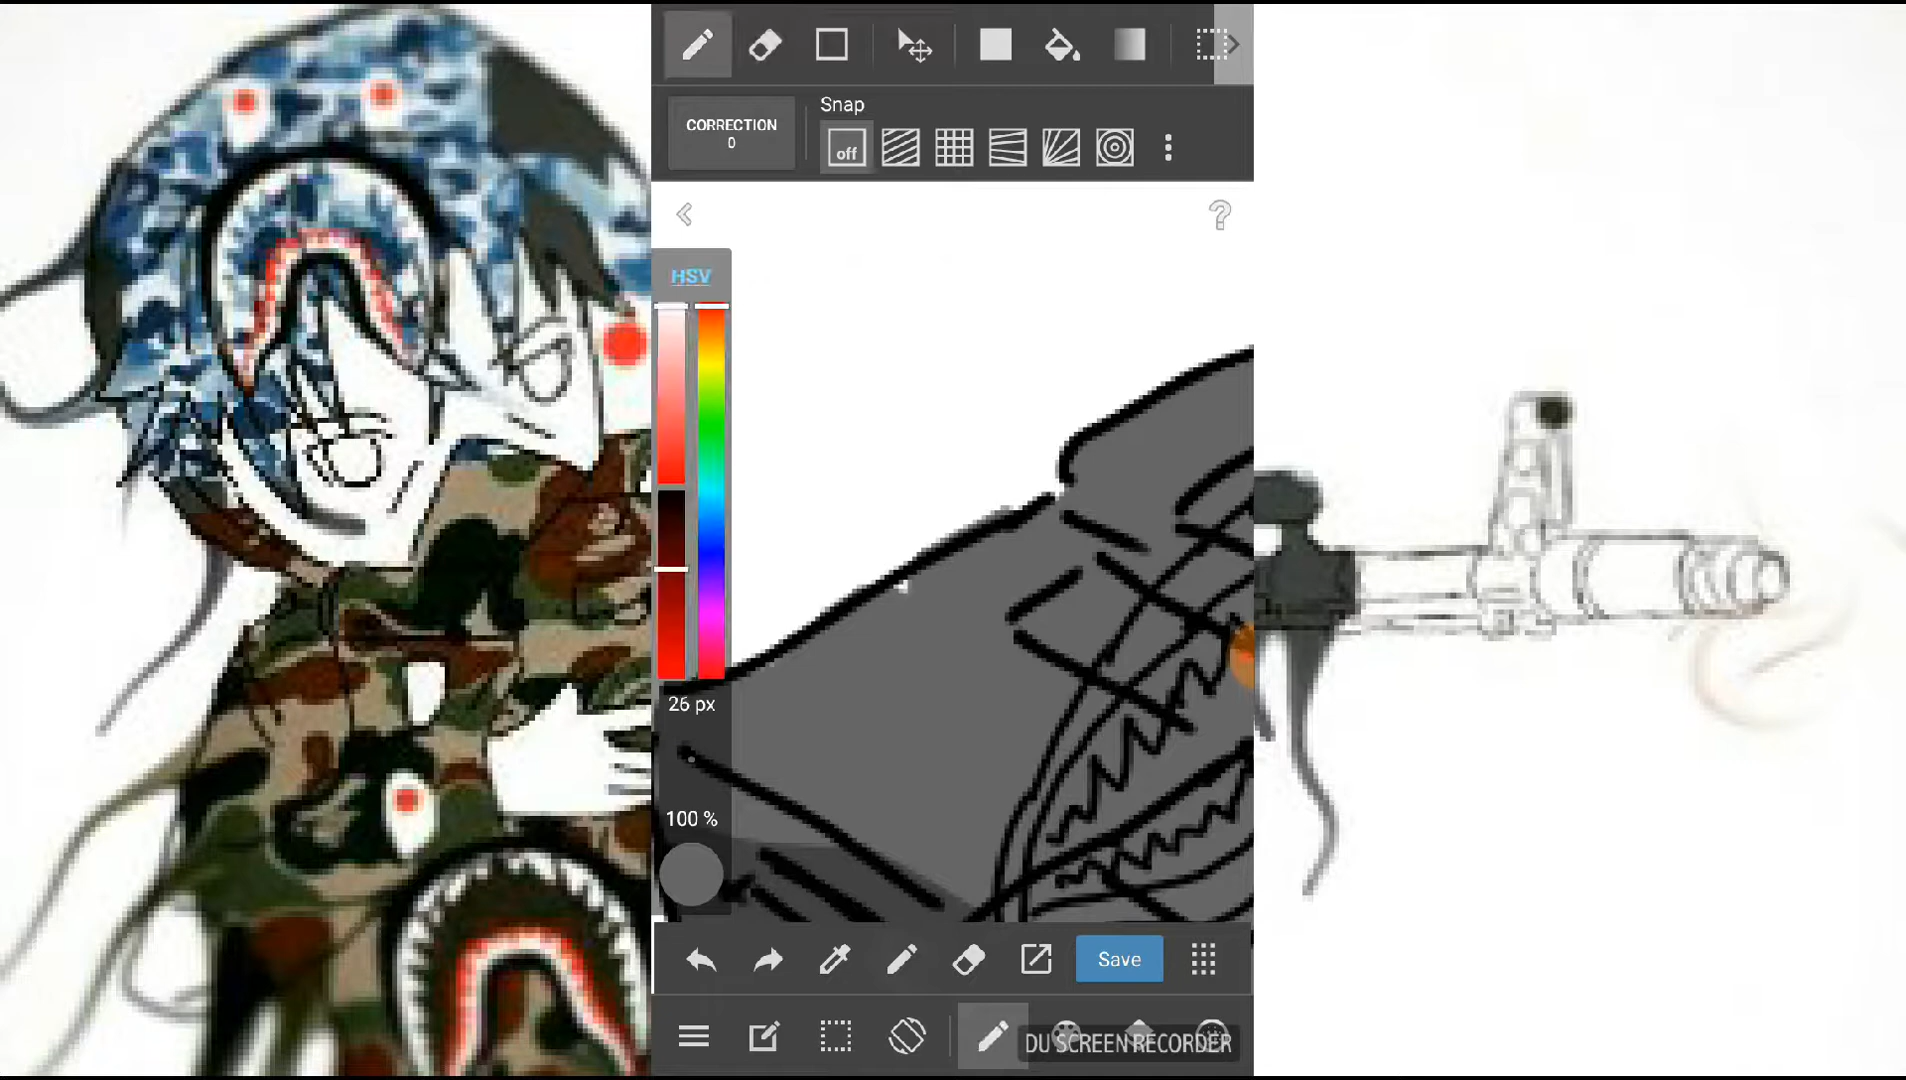 CORRECTION
0
Snap
off
HSV
26 px
100 %
Save
DU SCREEN RECORDER